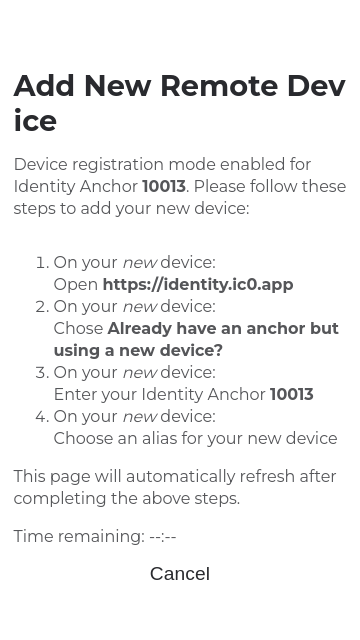 Add New Remote Dev
ice
Device registration mode enabled for
Identity Anchor 10013. Please follow these
steps to add your new device:
1. On your new device:
Open https://identity.ic0.app
2. On your new device:
Chose Already have an anchor but
using a new device?
3. On your new device:
Enter your Identity Anchor 10013
4. On your new device:
Choose an alias for your new device
This page will automatically refresh after
completing the above steps.
Time remaining: --:--
Cancel